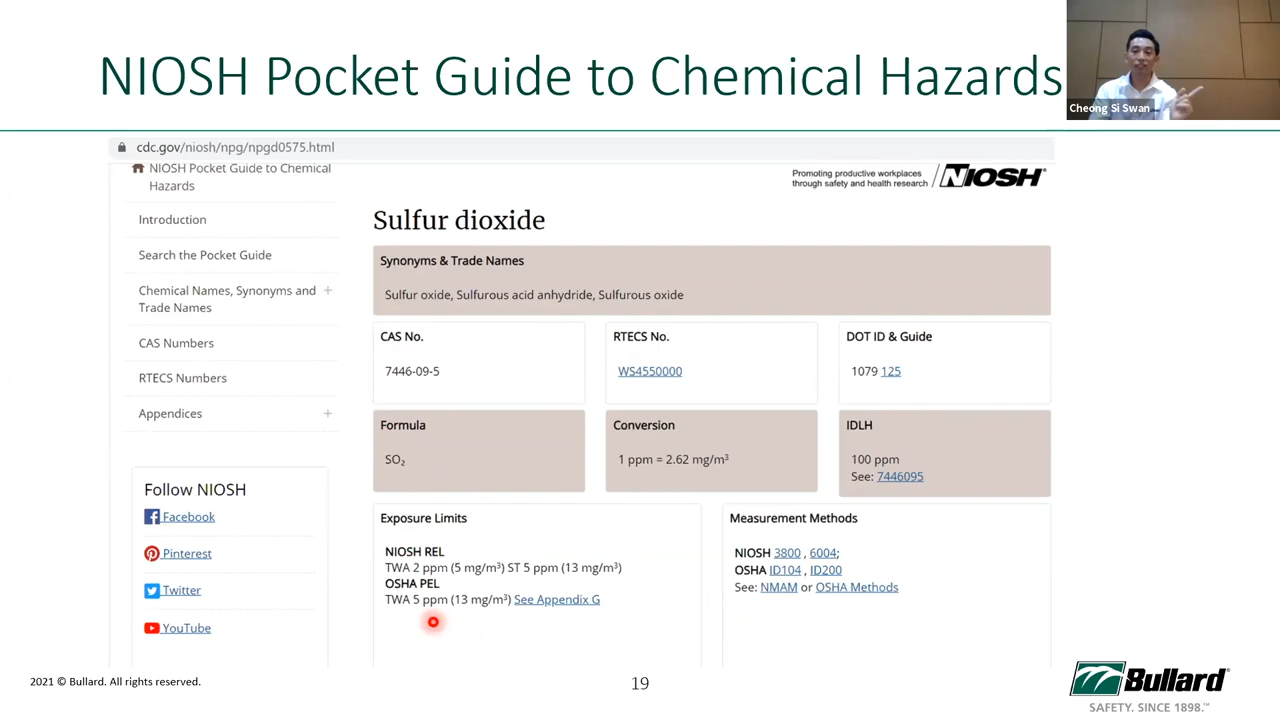 NIOSH Pocket Guide to Chemical Hazards
Cheong Si Swan
cdc.gov/niosh/npg/npgd0575.html
NIOSH Pocket Guide to Chemical
Hazards
Introduction
Search the Pocket Guide
Chemical Names, Synonyms and
Trade Names
CAS Numbers
RTECS Numbers
Appendices
Follow NIOSH
Facebook
Pinterest
Twitter
YouTube
Promoting productive workplaces
through safety and health research
NIOSH®
Sulfur dioxide
Synonyms & Trade Names
Sulfur oxide, Sulfurous acid anhydride, Sulfurous oxide
CAS No.
7446-09-5
RTECS No.
WS4550000
DOT ID & Guide
1079 125
Formula
SO₂
Conversion
1 ppm = 2.62 mg/m³
IDLH
100 ppm
See: 7446095
Exposure Limits
NIOSH REL
TWA 2 ppm (5 mg/m³) ST 5 ppm (13 mg/m³)
OSHA PEL
TWA 5 ppm (13 mg/m³) See Appendix G
Measurement Methods
NIOSH 3800 , 6004;
OSHA ID104 , ID200
See: NMAM or OSHA Methods
2021 © Bullard. All rights reserved.
19
Bullard®
SAFETY. SINCE 1898.™